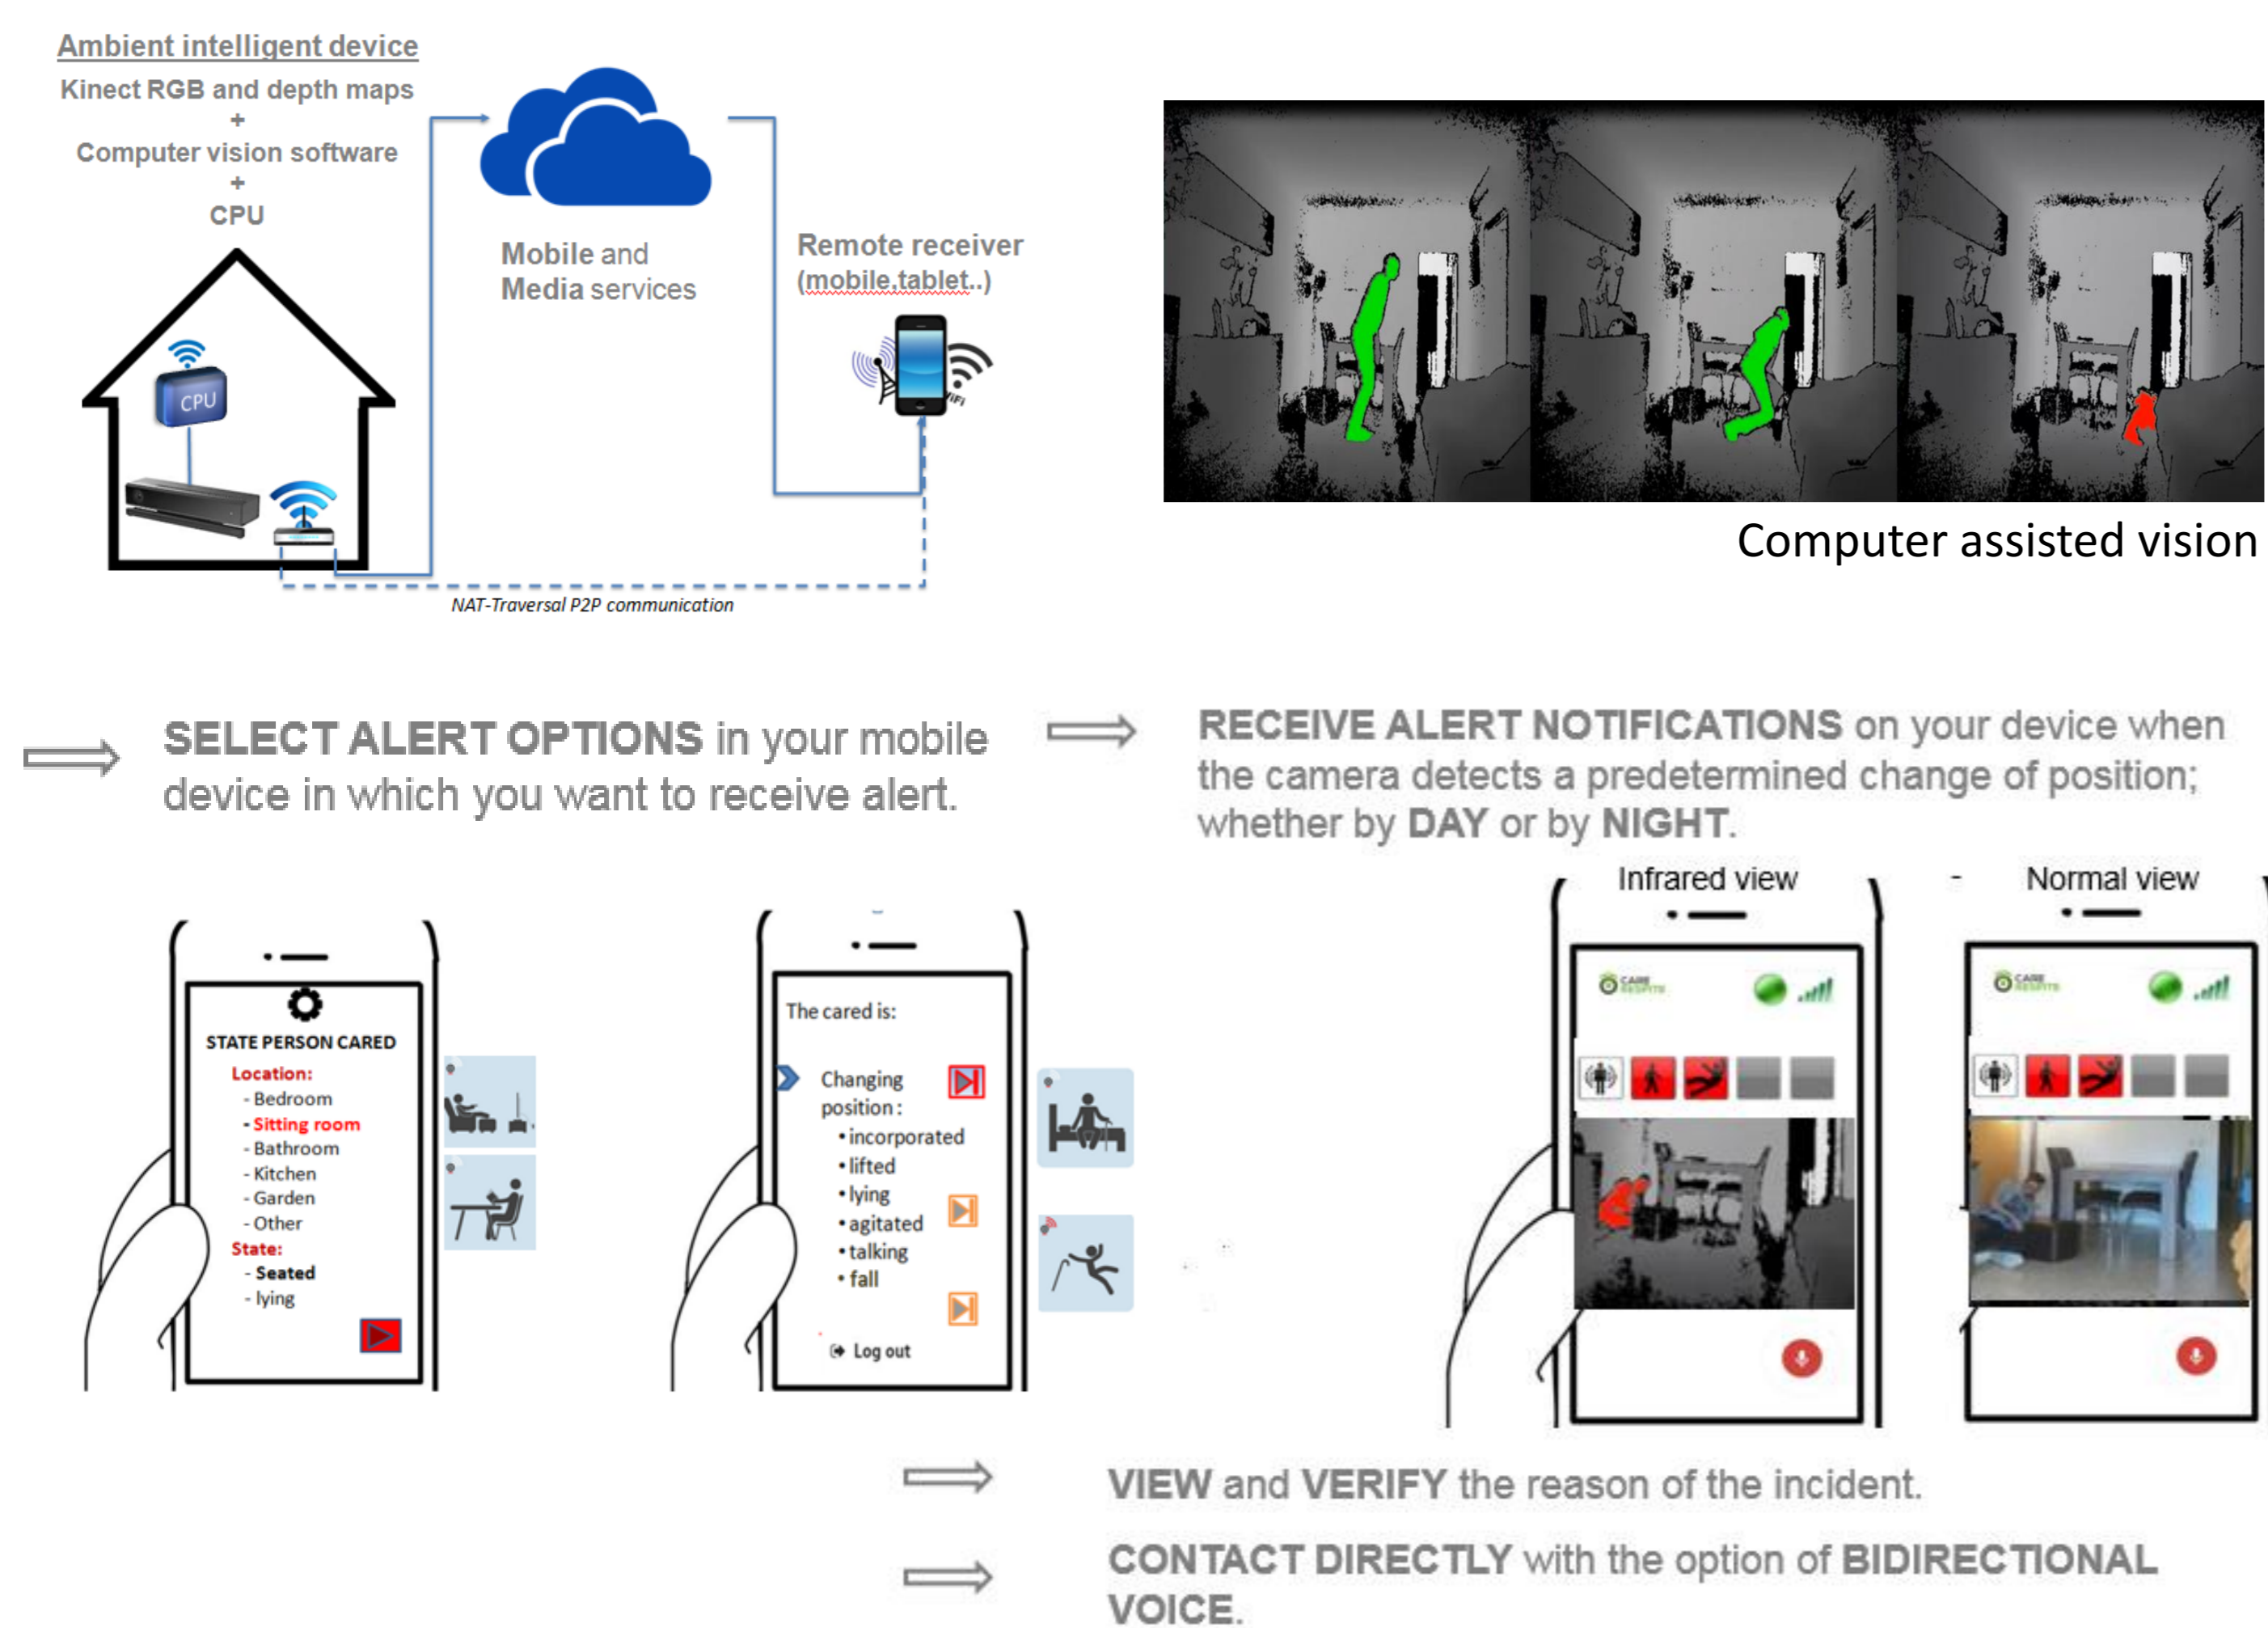 Ambient intelligent device
Kinect RGB and depth maps
+
Computer vision software
+
CPU
CPU
Mobile and
Media services
Remote receiver
(mobile,tablet..)
WiFi
NAT-Traversal P2P communication
Computer assisted vision
SELECT ALERT OPTIONS in your mobile
device in which you want to receive alert.
RECEIVE ALERT NOTIFICATIONS on your device when
the camera detects a predetermined change of position;
whether by DAY or by NIGHT.
STATE PERSON CARED
Location:
- Bedroom
- Sitting room
- Bathroom
- Kitchen
- Garden
- Other
State:
- Seated
- lying
The cared is:
Changing
position :
• incorporated
• lifted
• lying
• agitated
• talking
• fall
Log out
Infrared view
CARE
RESPITE
- Normal view
CARE
RESPITE
VIEW and VERIFY the reason of the incident.
CONTACT DIRECTLY with the option of BIDIRECTIONAL
VOICE.